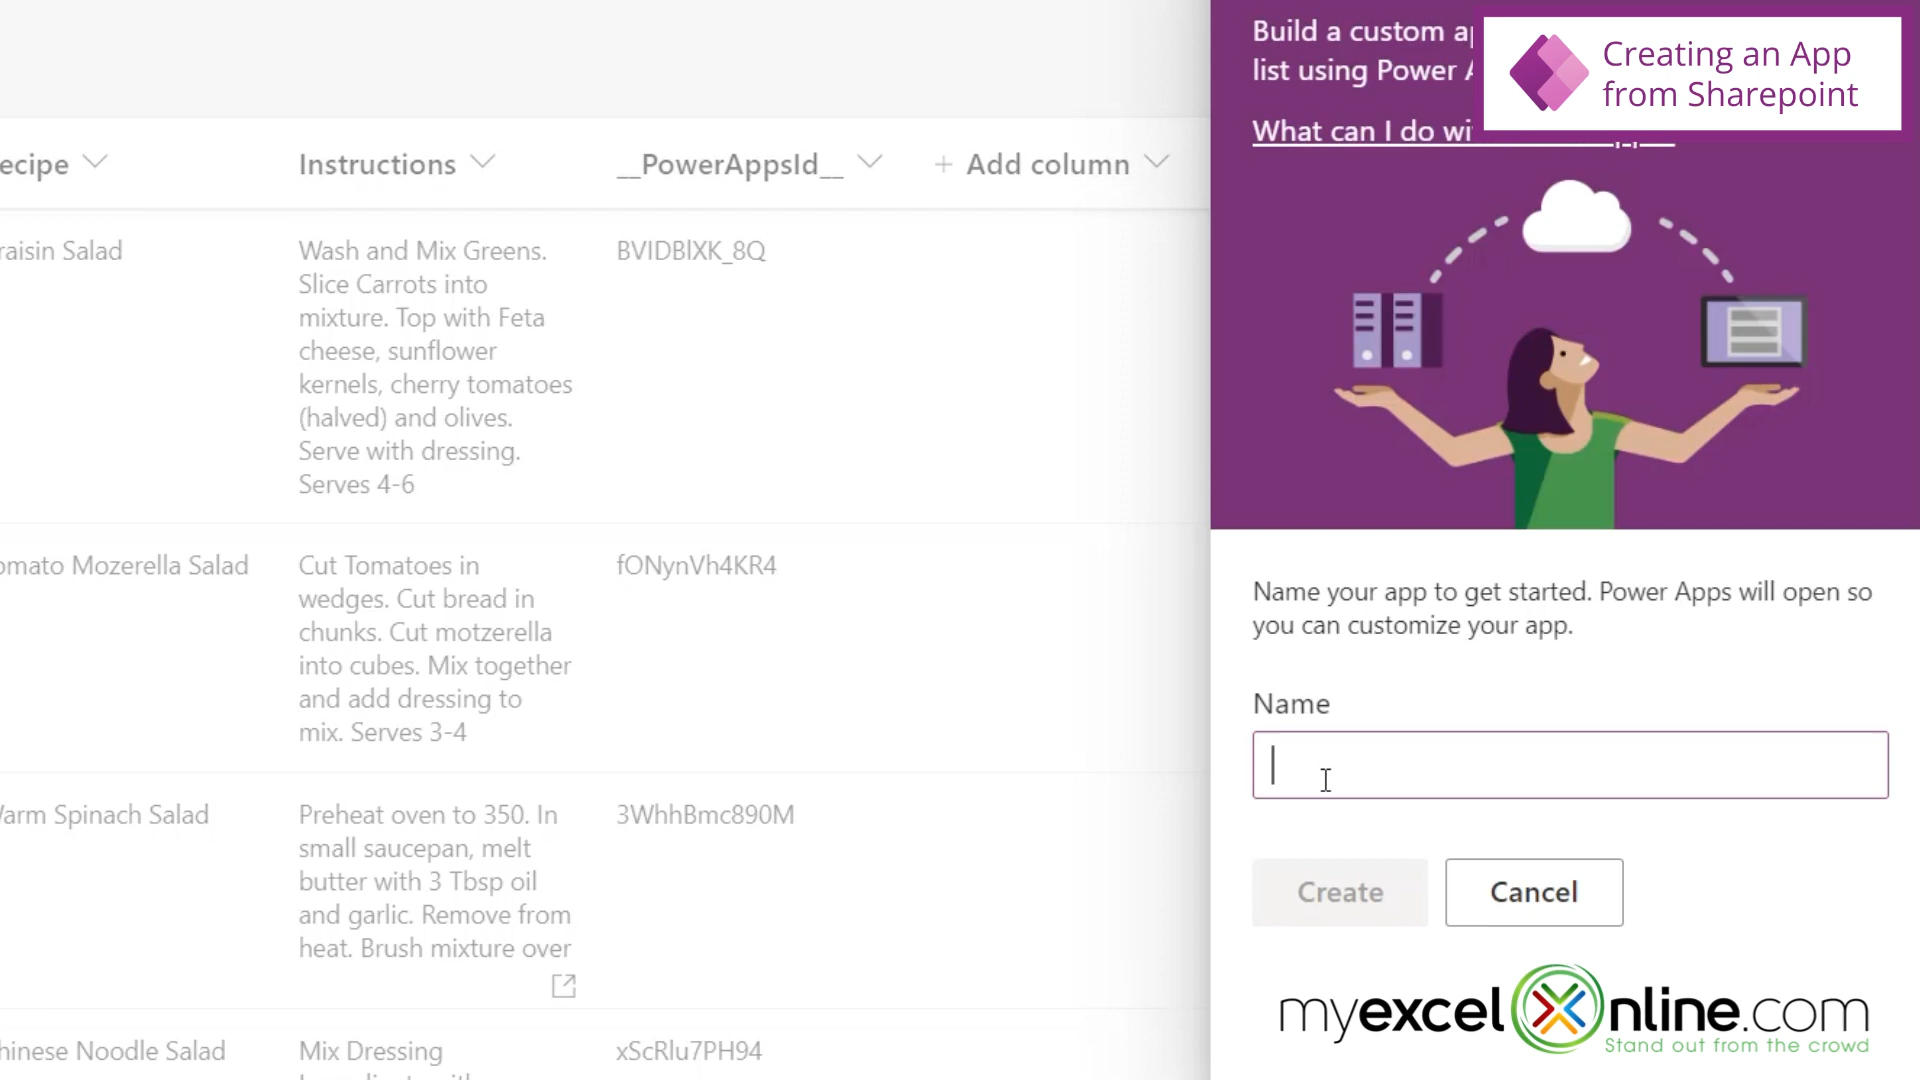 Build a custom ap
list using Power A
What can I do wi
Creating an App
from Sharepoint
ecipe
Instructions
__PowerAppsId__
+ Add column
raisin Salad
Wash and Mix Greens.
Slice Carrots into
mixture. Top with Feta
cheese, sunflower
kernels, cherry tomatoes
(halved) and olives.
Serve with dressing.
Serves 4-6
BVIDBlXK_8Q
omato Mozerella Salad
Cut Tomatoes in
wedges. Cut bread in
chunks. Cut motzerella
into cubes. Mix together
and add dressing to
mix. Serves 3-4
fONynVh4KR4
Warm Spinach Salad
Preheat oven to 350. In
small saucepan, melt
butter with 3 Tbsp oil
and garlic. Remove from
heat. Brush mixture over
3WhhBmc890M
hinese Noodle Salad
Mix Dressing
xScRlu7PH94
Name your app to get started. Power Apps will open so
you can customize your app.
Name
Create
Cancel
myexcelOnline.com
Stand out from the crowd